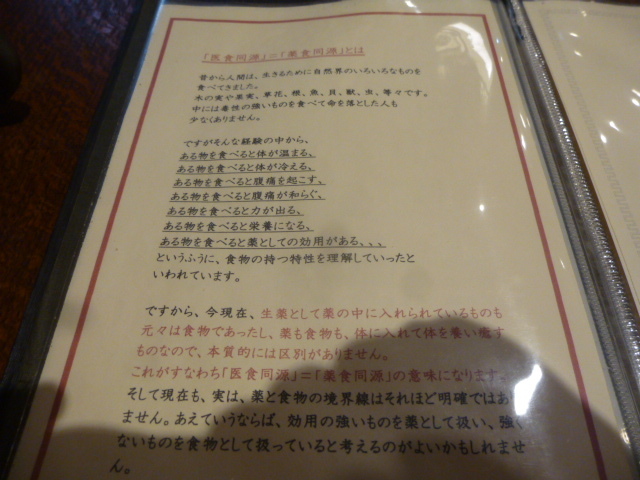 「医食同源」＝「薬食同源」とは
昔から人間は、生きるために自然界のいろいろなものを
食べてきました。
木の実や果実、草花、根、魚、貝、獣、虫、等々です。
中には毒性の強いものを食べて命を落とした人も
少なくありません。
ですがそんな経験の中から、
ある物を食べると体が温まる、
ある物を食べると体が冷える、
ある物を食べると腹痛を起こす、
ある物を食べると腹痛が和らぐ、
ある物を食べると力が出る、
ある物を食べると栄養になる、
ある物を食べると薬としての効用がある、、、
というふうに、食物の持つ特性を理解していったと
いわれています。
ですから、今現在、生薬として薬の中に入れられているものも
元々は食物であったし、薬も食物も、体に入れて体を養い癒す
ものなので、本質的には区別がありません。
これがすなわち「医食同源」＝「薬食同源」の意味になります。
そして現在も、実は、薬と食物の境界線はそれほど明確ではあ
ません。あえていうならば、効用の強いものを薬として扱い、強く
ないものを食物として扱っていると考えるのがよいかもしれませ
ん。